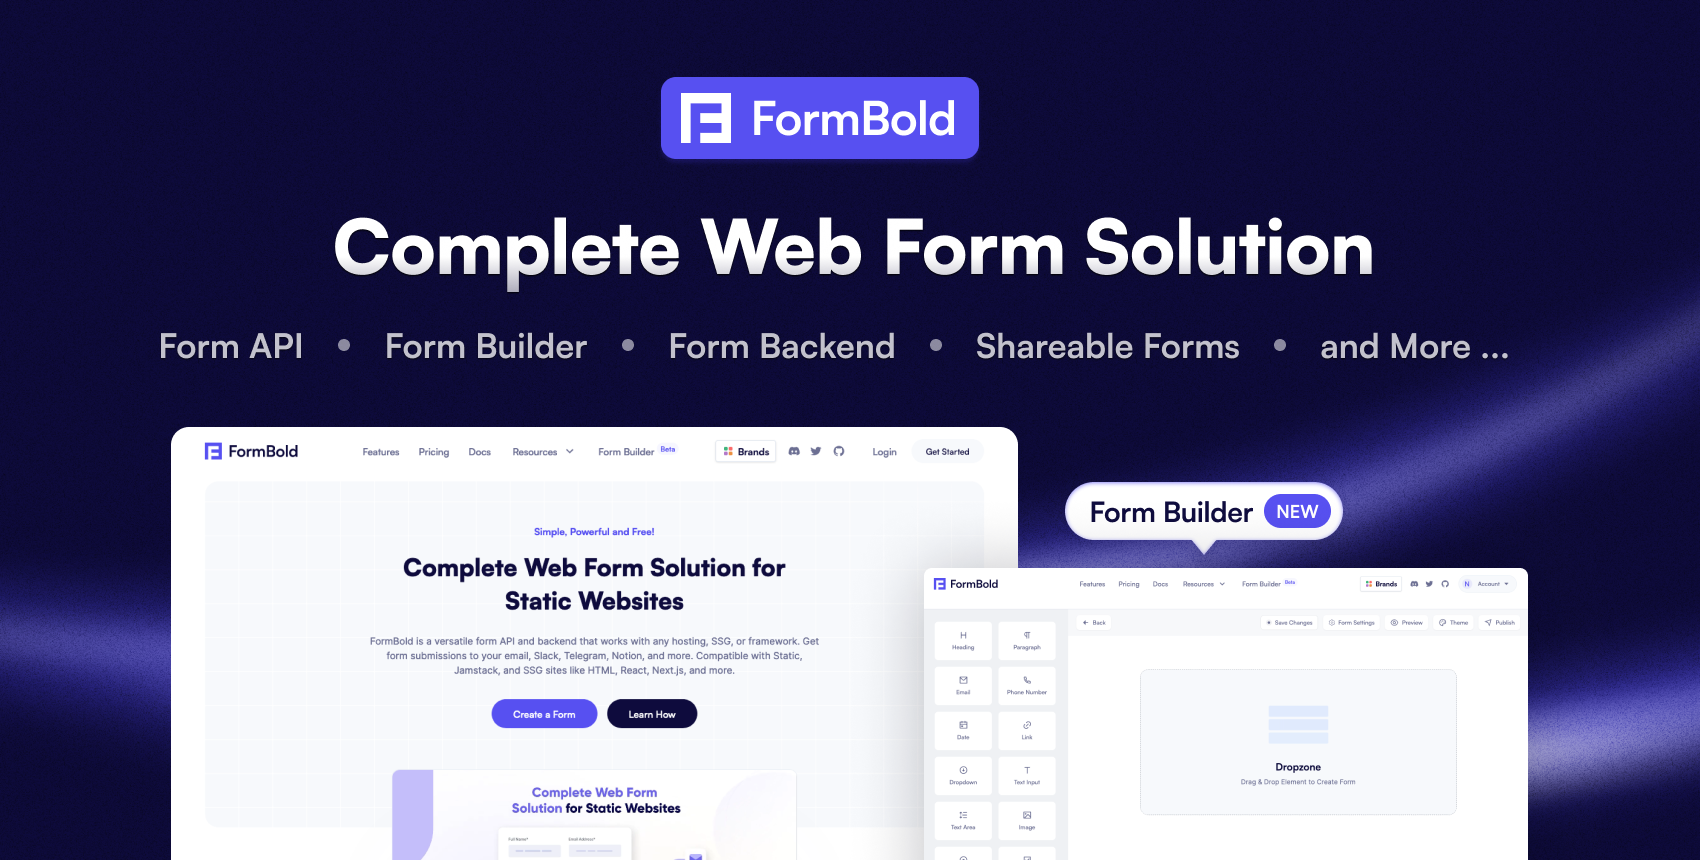 FormBold
Complete Web Form Solution
Form API • Form Builder • Form Backend • Shareable Forms • and More ...
FormBold Features Pricing Docs Resources Form Builder Beta Brands Login Get Started
Simple, Powerful and Free!
Complete Web Form Solution for
Static Websites
FormBold is a versatile form API and backend that works with any hosting, SSG, or framework. Get
form submissions to your email, Slack, Telegram, Notion, and more. Compatible with Static,
Jamstack, and SSG sites like HTML, React, Next.js, and more.
Create a Form Learn How
Complete Web Form
Solution for Static Websites
Full Name* Email Address*
Form Builder NEW
FormBold Features Pricing Docs Resources Form Builder Beta Brands N Account
Back Save Changes Form Settings Preview Theme Publish
H
Heading Paragraph
Email Phone Number
Date Link
Dropdown Text Input
Text Area Image
Dropzone
Drag & Drop Element to Create Form